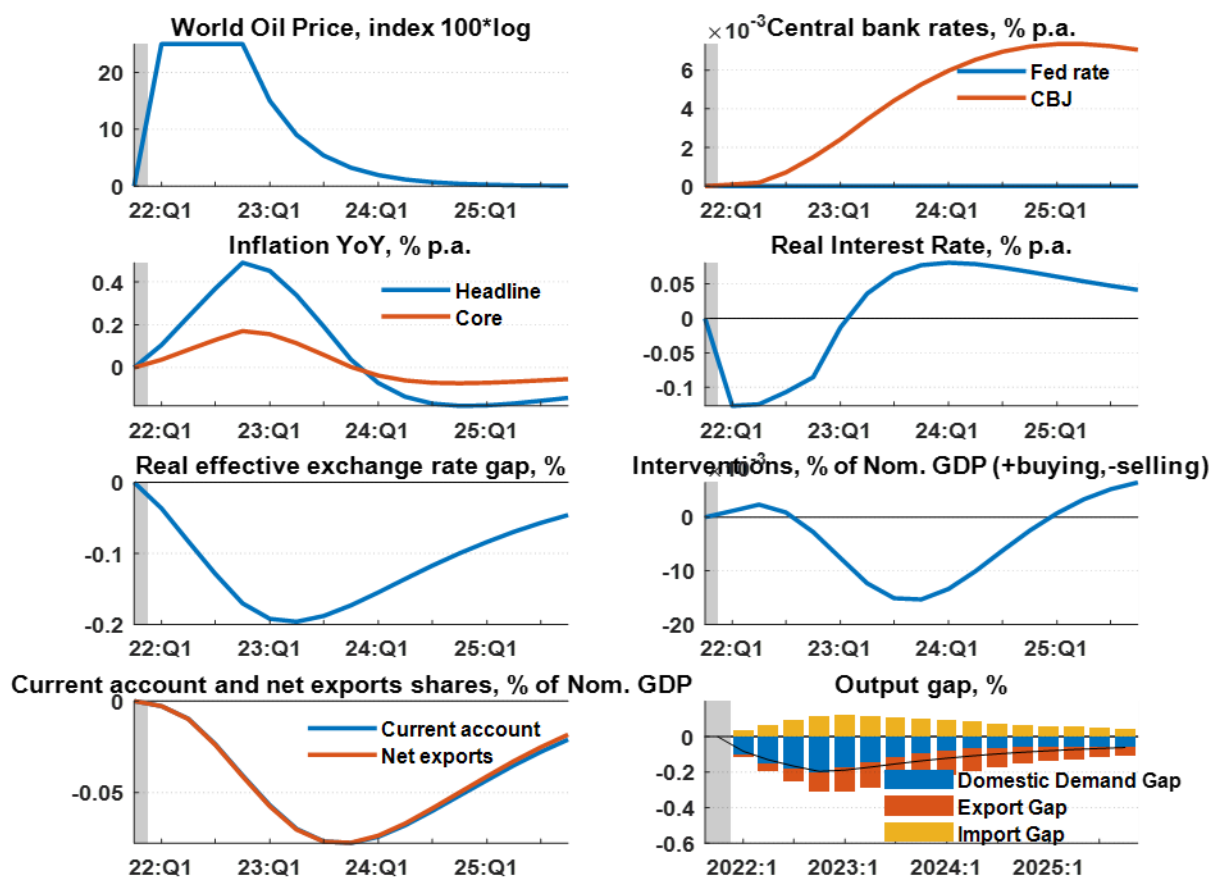 World Oil Price, index 100*log
20
10
0
22:Q1 23:Q1 24:Q1 25:Q1
×10⁻³ Central bank rates, % p.a.
6
4
2
0
Fed rate
CBJ
22:Q1 23:Q1 24:Q1 25:Q1
Inflation YoY, % p.a.
0.4
0.2
0
Headline
Core
22:Q1 23:Q1 24:Q1 25:Q1
Real Interest Rate, % p.a.
0.05
0
-0.05
-0.1
22:Q1 23:Q1 24:Q1 25:Q1
Real effective exchange rate gap, %
0
-0.1
-0.2
22:Q1 23:Q1 24:Q1 25:Q1
Interventions, % of Nom. GDP (+buying,-selling)
×10⁻³
0
-10
-20
22:Q1 23:Q1 24:Q1 25:Q1
Current account and net exports shares, % of Nom. GDP
0
-0.05
Current account
Net exports
22:Q1 23:Q1 24:Q1 25:Q1
Output gap, %
0
-0.2
-0.4
-0.6
Domestic Demand Gap
Export Gap
Import Gap
2022:1 2023:1 2024:1 2025:1